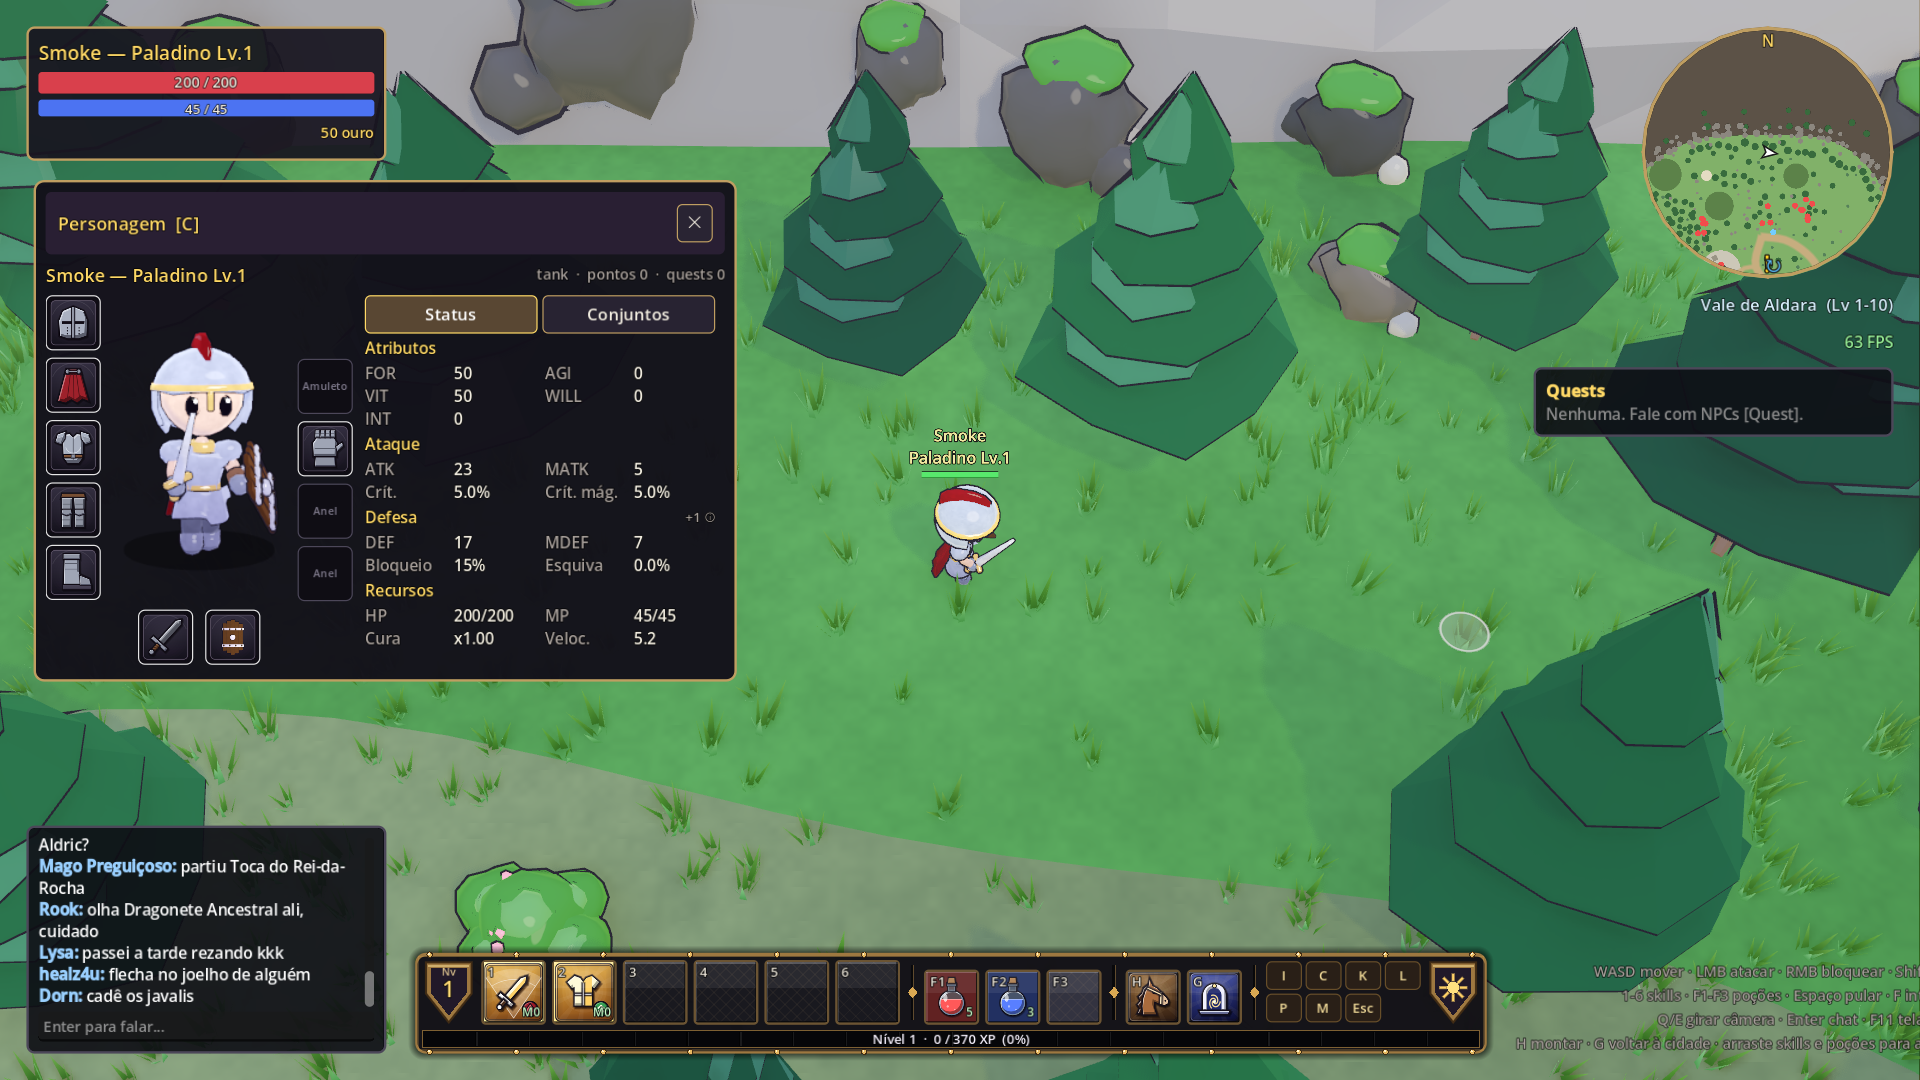 Smoke — Paladino Lv.1
200 / 200
45 / 45
50 ouro
N
Vale de Aldara (Lv 1-10)
63 FPS
Quests
Nenhuma. Fale com NPCs [Quest].
Personagem [C]
Smoke — Paladino Lv.1
tank · pontos 0 · quests 0
Status
Conjuntos
Amuleto
Anel
Anel
Atributos
FOR 50 AGI 0
VIT 50 WILL 0
INT 0
Ataque
ATK 23 MATK 5
Crít. 5.0% Crít. mág. 5.0%
Defesa +1
DEF 17 MDEF 7
Bloqueio 15% Esquiva 0.0%
Recursos
HP 200/200 MP 45/45
Cura x1.00 Veloc. 5.2
Smoke
Paladino Lv.1
Aldric?
Mago Preguiçoso: partiu Toca do Rei-da-
Rocha
Rook: olha Dragonete Ancestral ali,
cuidado
Lysa: passei a tarde rezando kkk
healz4u: flecha no joelho de alguém
Dorn: cadê os javalis
Enter para falar...
Nv
1
1 M0
2 M0
3
4
5
6
F1 5
F2 3
F3
H
G
I C K L
P M Esc
Nível 1 · 0 / 370 XP (0%)
WASD mover · LMB atacar · RMB bloquear · Shi
1-6 skills · F1-F3 poções · Espaço pular · F in
Q/E girar câmera · Enter chat · F11 tela
H montar · G voltar à cidade · arraste skills e poções para a